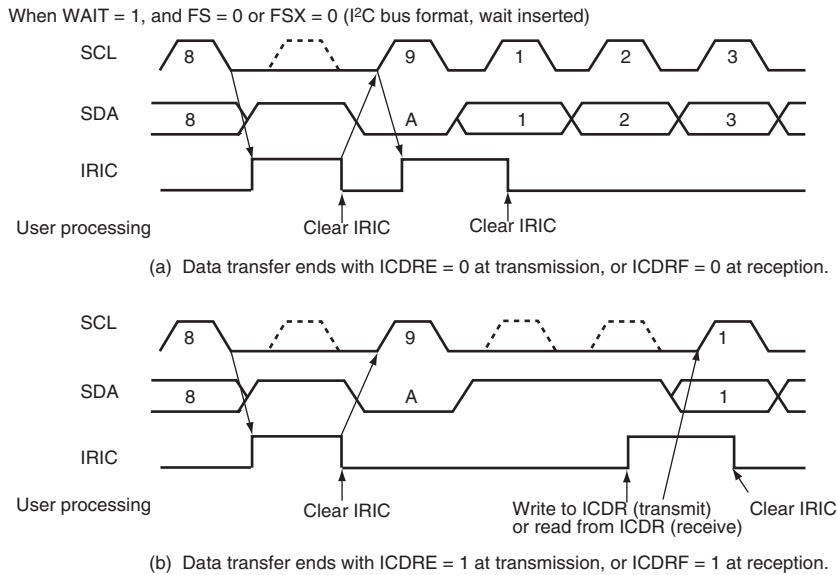 When WAIT = 1, and FS = 0 or FSX = 0 (I²C bus format, wait inserted)
SCL 8 9 1 2 3
SDA 8 A 1 2 3
IRIC
User processing Clear IRIC Clear IRIC
(a) Data transfer ends with ICDRE = 0 at transmission, or ICDRF = 0 at reception.
SCL 8 9 1
SDA 8 A 1
IRIC
User processing Clear IRIC Write to ICDR (transmit) Clear IRIC
or read from ICDR (receive)
(b) Data transfer ends with ICDRE = 1 at transmission, or ICDRF = 1 at reception.